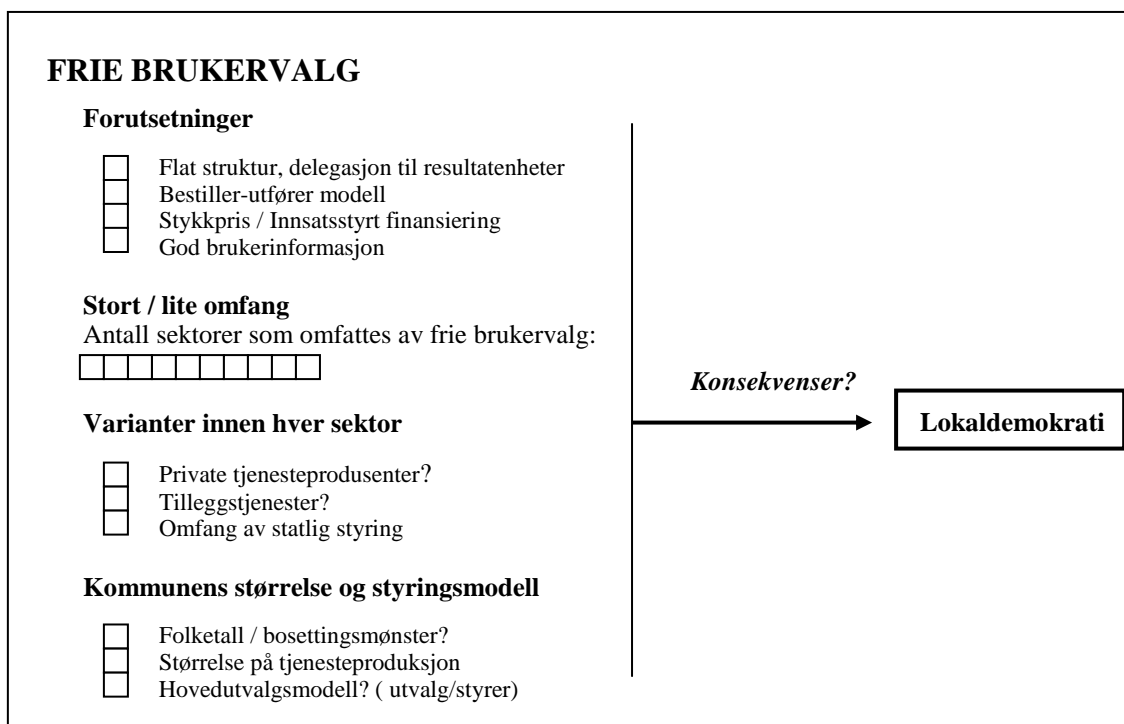 FRIE BRUKERVALG
Forutsetninger
Flat struktur, delegasjon til resultatenheter
Bestiller-utfører modell
Stykkpris / Innsatsstyrt finansiering
God brukerinformasjon
Stort / lite omfang
Antall sektorer som omfattes av frie brukervalg:
Varianter innen hver sektor
Private tjenesteprodusenter?
Tilleggstjenester?
Omfang av statlig styring
Kommunens størrelse og styringsmodell
Folketall / bosettingsmønster?
Størrelse på tjenesteproduksjon
Hovedutvalgsmodell? ( utvalg/styrer)
Konsekvenser?
Lokaldemokrati